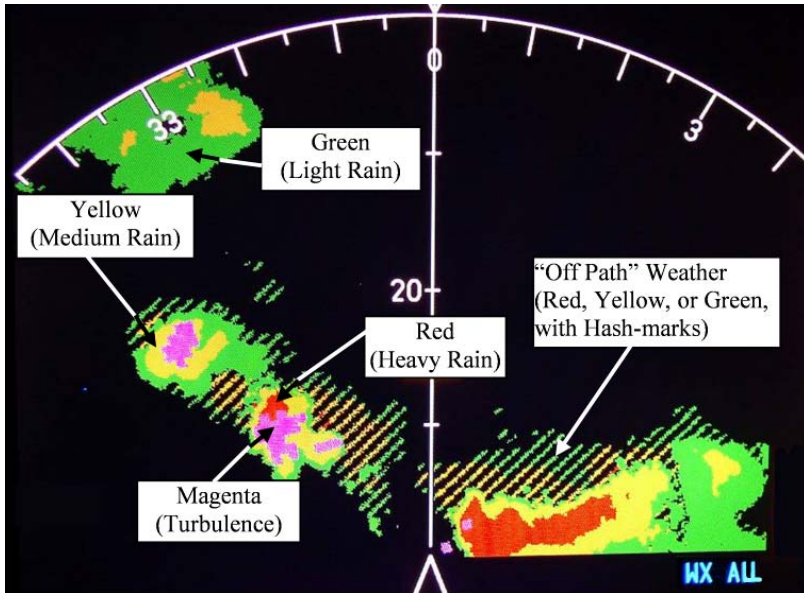 0
33
3
Green
(Light Rain)
Yellow
(Medium Rain)
20
"Off Path" Weather
(Red, Yellow, or Green,
with Hash-marks)
Red
(Heavy Rain)
Magenta
(Turbulence)
WX ALL